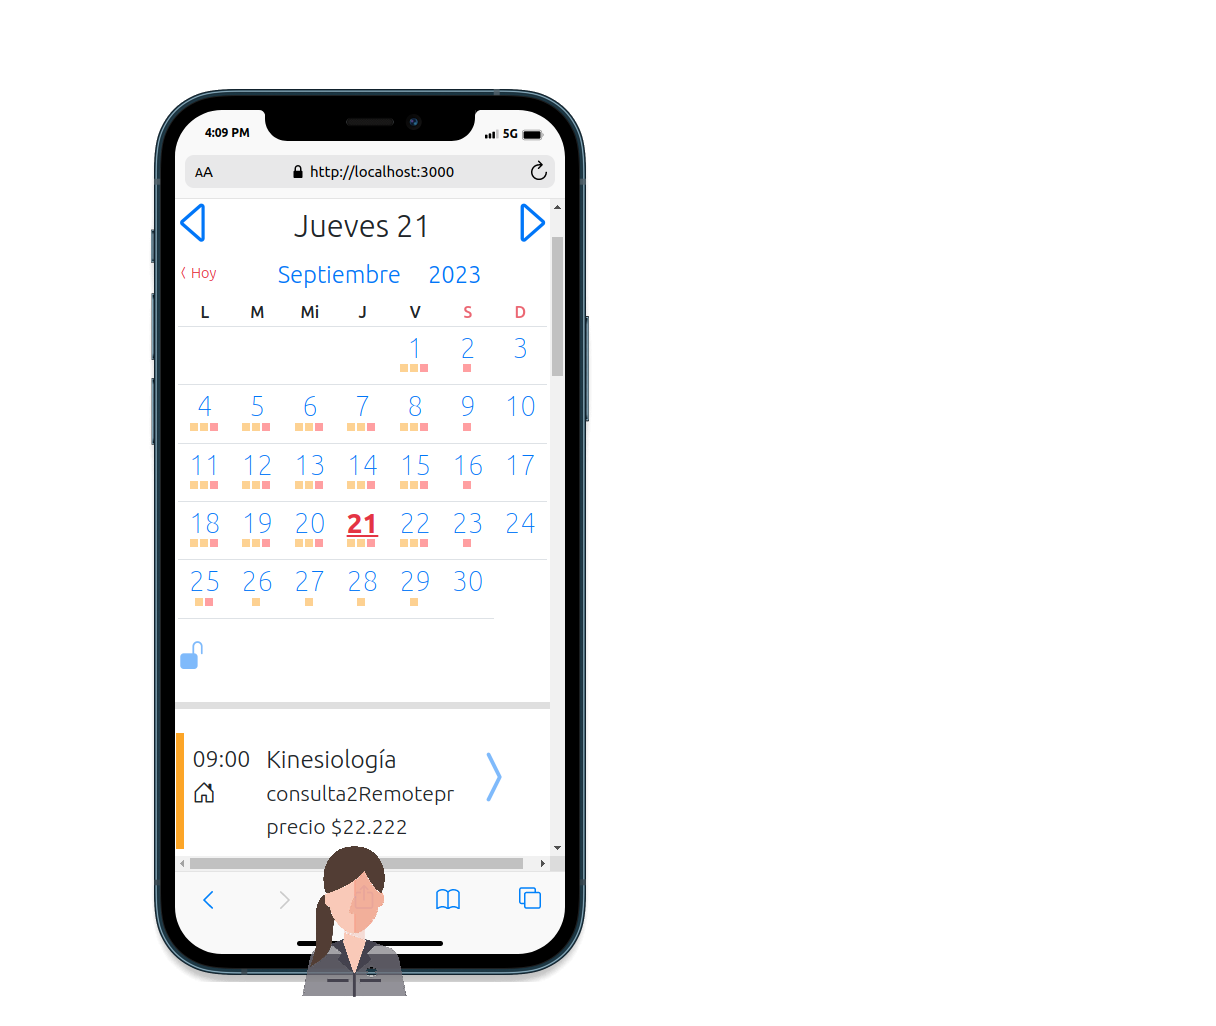 4:09 PM 5G
AA http://localhost:3000
Jueves 21
Hoy Septiembre 2023
L M Mi J V S D
1 2 3
4 5 6 7 8 9 10
11 12 13 14 15 16 17
18 19 20 21 22 23 24
25 26 27 28 29 30
09:00 Kinesiología
consulta2Remotepr
precio $22.222